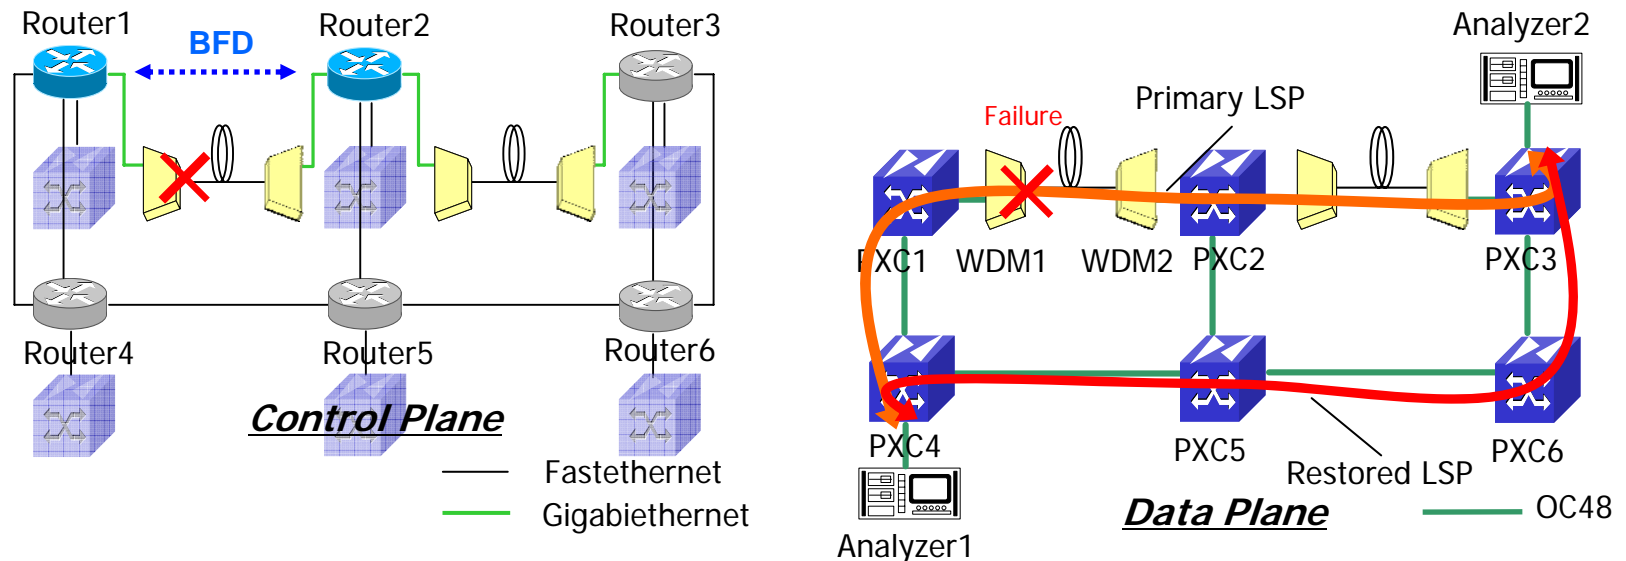 Router1
Router2
Router3
BFD
Router4
Router5
Router6
Control Plane
Fastethernet
Gigabiethernet
Analyzer2
Primary LSP
Failure
PXC1
WDM1
WDM2
PXC2
PXC3
PXC4
PXC5
PXC6
Restored LSP
Data Plane
OC48
Analyzer1